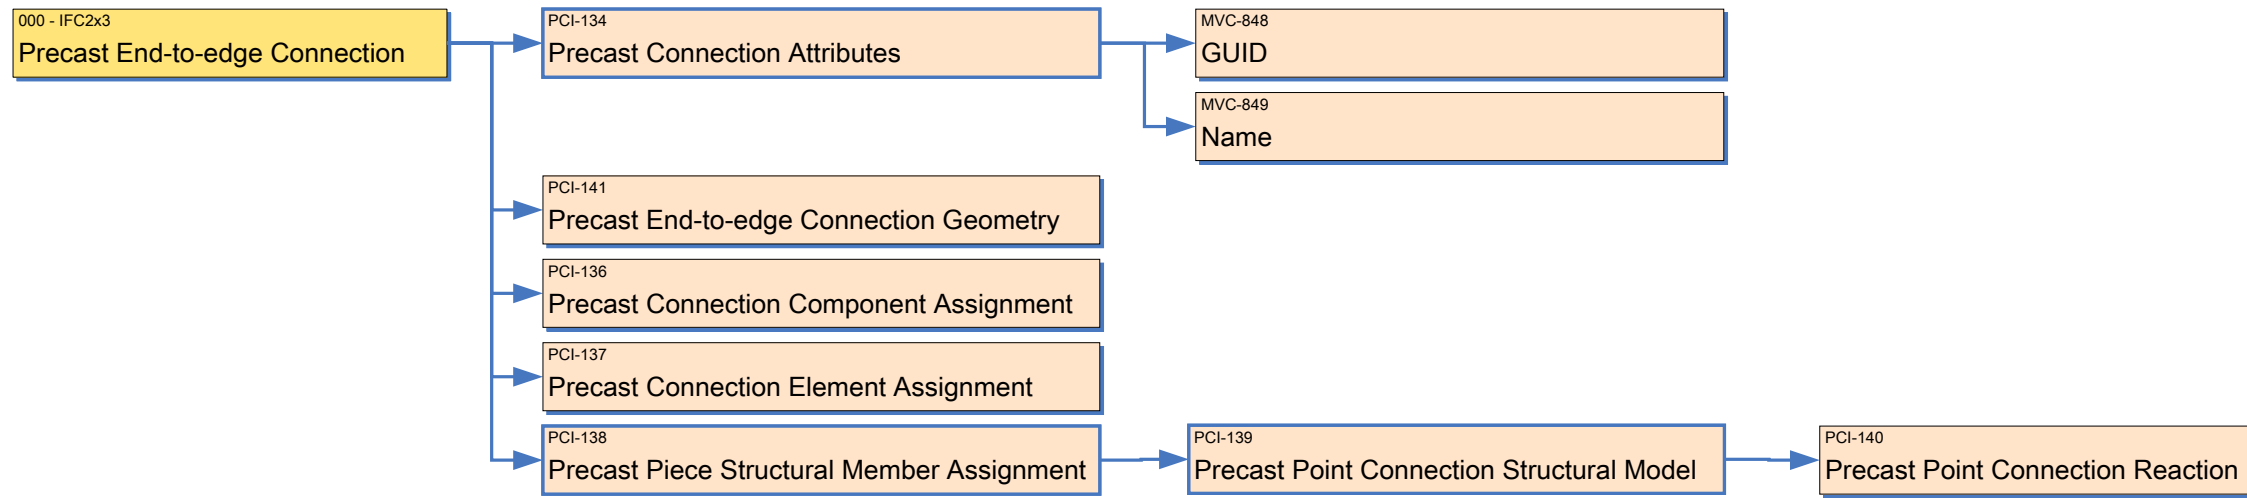 000 - IFC2x3
Precast End-to-edge Connection
PCI-134
Precast Connection Attributes
MVC-848
GUID
MVC-849
Name
PCI-141
Precast End-to-edge Connection Geometry
PCI-136
Precast Connection Component Assignment
PCI-137
Precast Connection Element Assignment
PCI-138
Precast Piece Structural Member Assignment
PCI-139
Precast Point Connection Structural Model
PCI-140
Precast Point Connection Reaction